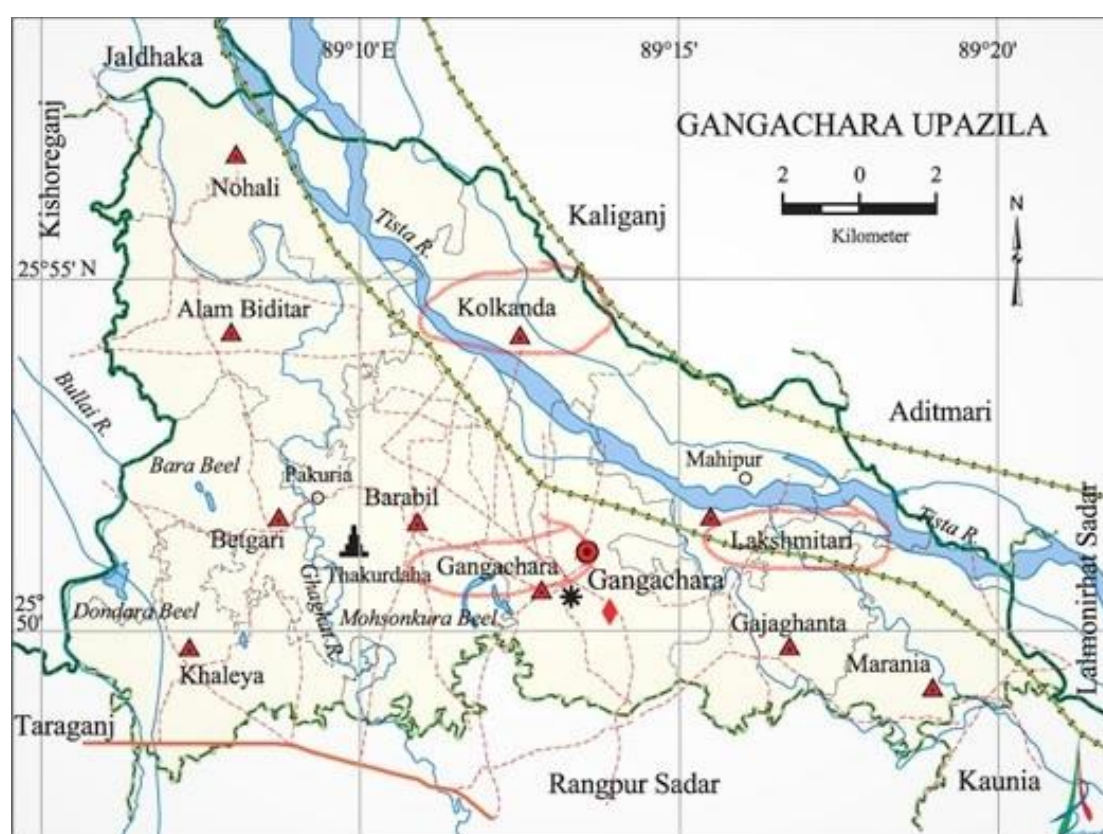 89°10'E
89°15'
89°20'
Jaldhaka
GANGACHARA UPAZILA
Kishoreganj
Nohali
2 0 2
Kilometer
N
Tista R.
Kaliganj
25°55' N
Alam Biditar
Kolkanda
Bullai R.
Aditmari
Bara Beel
Pakuria
Mahipur
Barabil
Betgari
Lakshmitari
Tista R.
Lalmonirhat Sadar
Thakurdaha
Gangachara
Gangachara
Ghaghat R.
25°
50'
Dondara Beel
Mohsonkura Beel
Gajaghanta
Khaleya
Marania
Taraganj
Rangpur Sadar
Kaunia